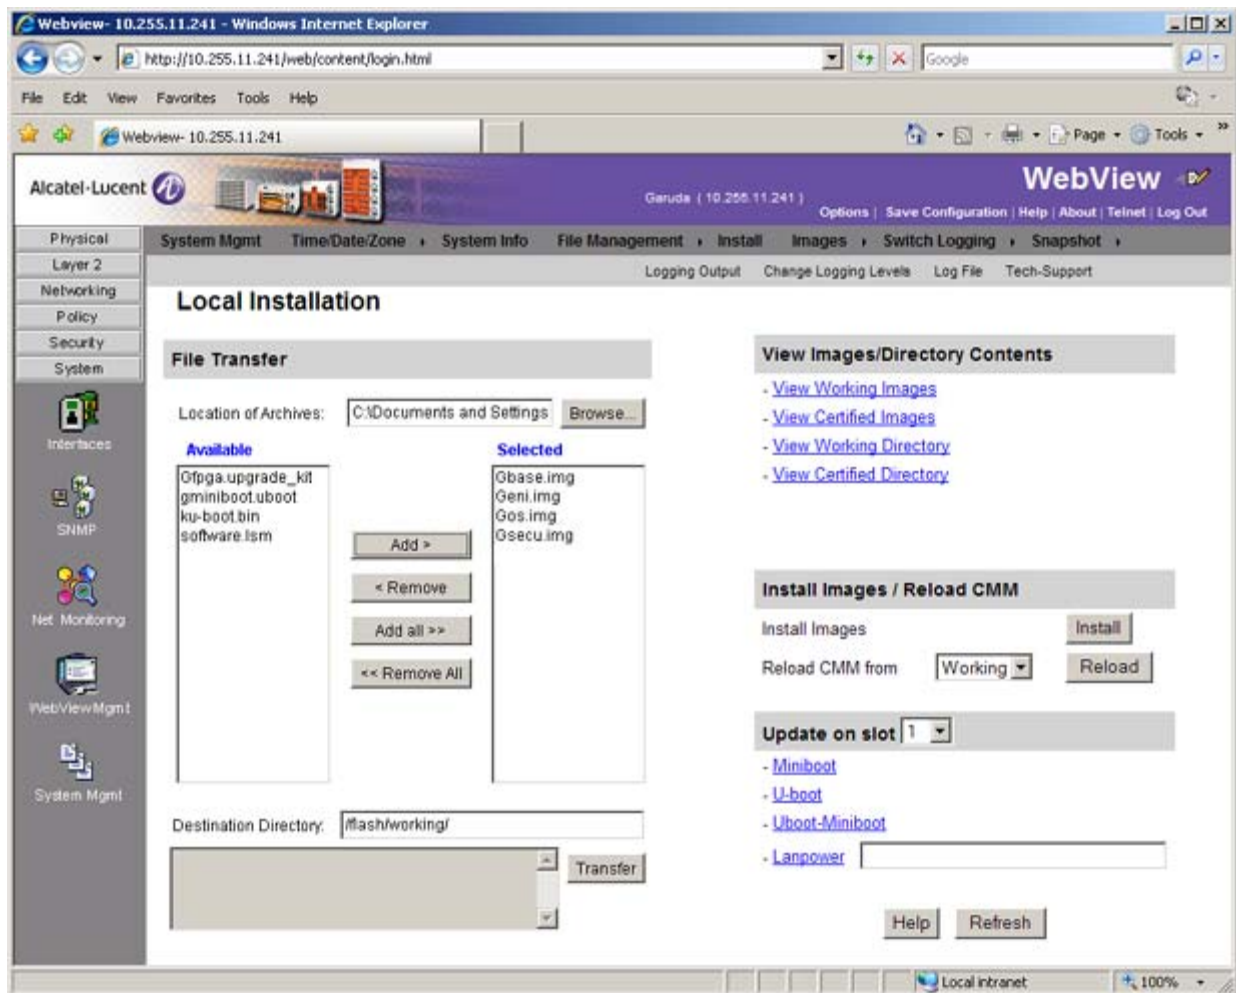 Webview- 10.255.11.241 - Windows Internet Explorer
http://10.255.11.241/web/content/login.html
Google
File Edit View Favorites Tools Help
Webview- 10.255.11.241
Page Tools
Alcatel-Lucent
WebView
Garuda ( 10.255.11.241 )
Options | Save Configuration | Help | About | Telnet | Log Out
Physical
Layer 2
Networking
Policy
Security
System
Interfaces
SNMP
Net Monitoring
WebViewMgmt
System Mgmt
System Mgmt Time/Date/Zone System Info File Management Install Images Switch Logging Snapshot
Logging Output Change Logging Levels Log File Tech-Support
Local Installation
File Transfer
Location of Archives: C:\Documents and Settings Browse...
Available
Gfpga.upgrade_kit
gminiboot.uboot
ku-boot.bin
software.lsm
Add >
< Remove
Add all >>
<< Remove All
Selected
Gbase.img
Geni.img
Gos.img
Gsecu.img
Destination Directory: /flash/working/
Transfer
View Images/Directory Contents
- View Working Images
- View Certified Images
- View Working Directory
- View Certified Directory
Install Images / Reload CMM
Install Images Install
Reload CMM from Working Reload
Update on slot 1
- Miniboot
- U-boot
- Uboot-Miniboot
- Lanpower
Help Refresh
Local intranet 100%